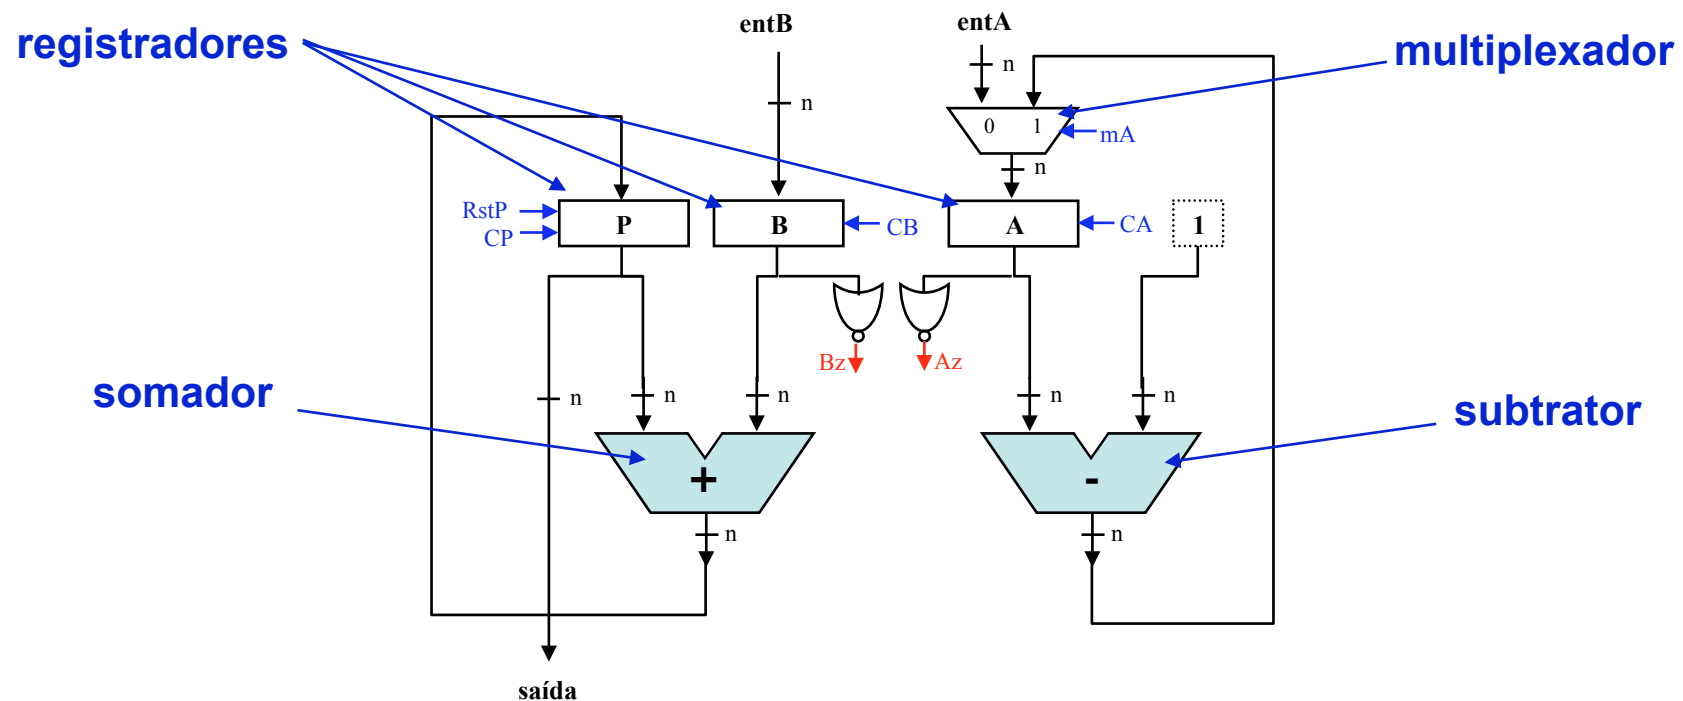 entB
entA
registradores
multiplexador
n
n
0
1
mA
n
RstP
CP
P
B
CB
A
CA
1
Bz
Az
somador
subtrator
n
n
n
n
n
+
-
n
n
saída